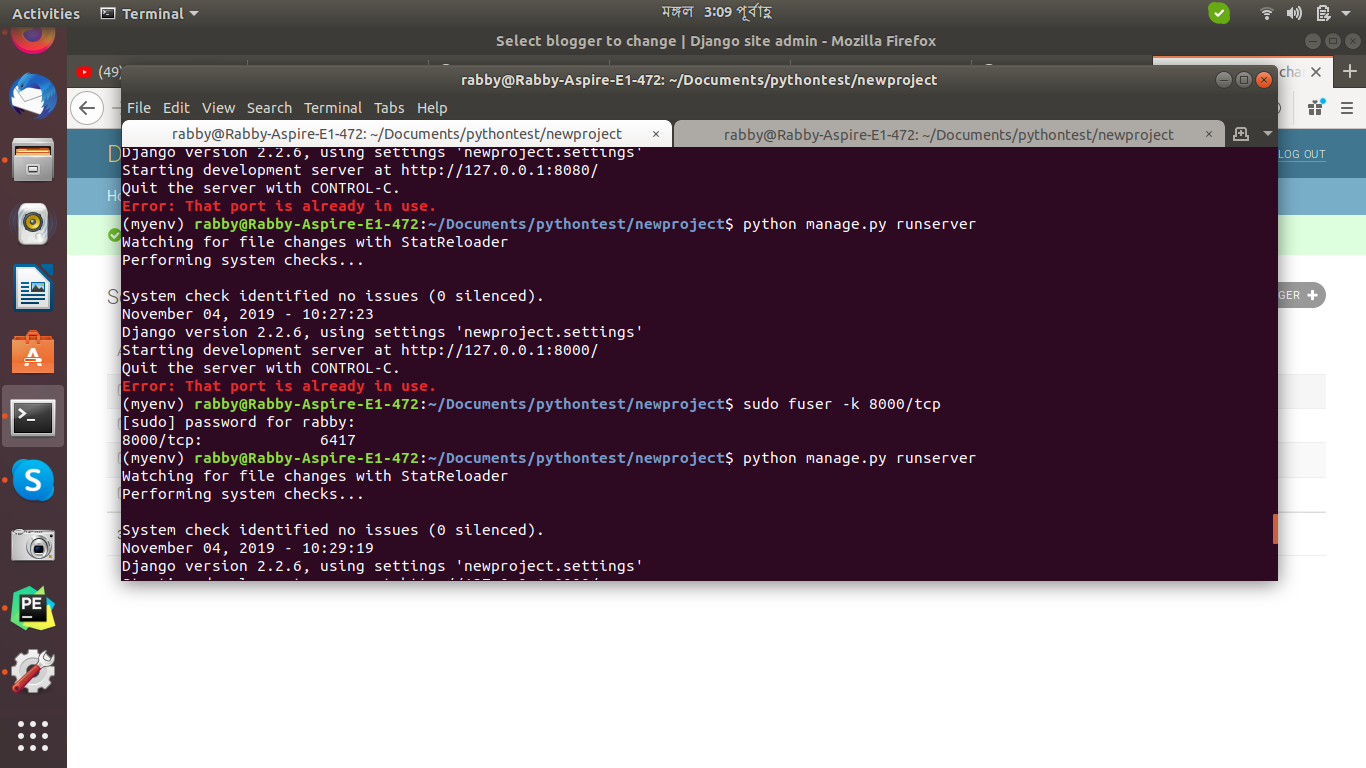 Activities
Terminal
মঙ্গল 3:09 পূর্বাহ্ণ
Select blogger to change | Django site admin - Mozilla Firefox
(49)
rabby@Rabby-Aspire-E1-472: ~/Documents/pythontest/newproject
File Edit View Search Terminal Tabs Help
rabby@Rabby-Aspire-E1-472: ~/Documents/pythontest/newproject ×
rabby@Rabby-Aspire-E1-472: ~/Documents/pythontest/newproject ×
LOG OUT
Django version 2.2.6, using settings 'newproject.settings'
Starting development server at http://127.0.0.1:8080/
Quit the server with CONTROL-C.
Error: That port is already in use.
(myenv) rabby@Rabby-Aspire-E1-472:~/Documents/pythontest/newproject$ python manage.py runserver
Watching for file changes with StatReloader
Performing system checks...
System check identified no issues (0 silenced).
November 04, 2019 - 10:27:23
Django version 2.2.6, using settings 'newproject.settings'
Starting development server at http://127.0.0.1:8000/
Quit the server with CONTROL-C.
Error: That port is already in use.
(myenv) rabby@Rabby-Aspire-E1-472:~/Documents/pythontest/newproject$ sudo fuser -k 8000/tcp
[sudo] password for rabby:
8000/tcp: 6417
(myenv) rabby@Rabby-Aspire-E1-472:~/Documents/pythontest/newproject$ python manage.py runserver
Watching for file changes with StatReloader
Performing system checks...
System check identified no issues (0 silenced).
November 04, 2019 - 10:29:19
Django version 2.2.6, using settings 'newproject.settings'